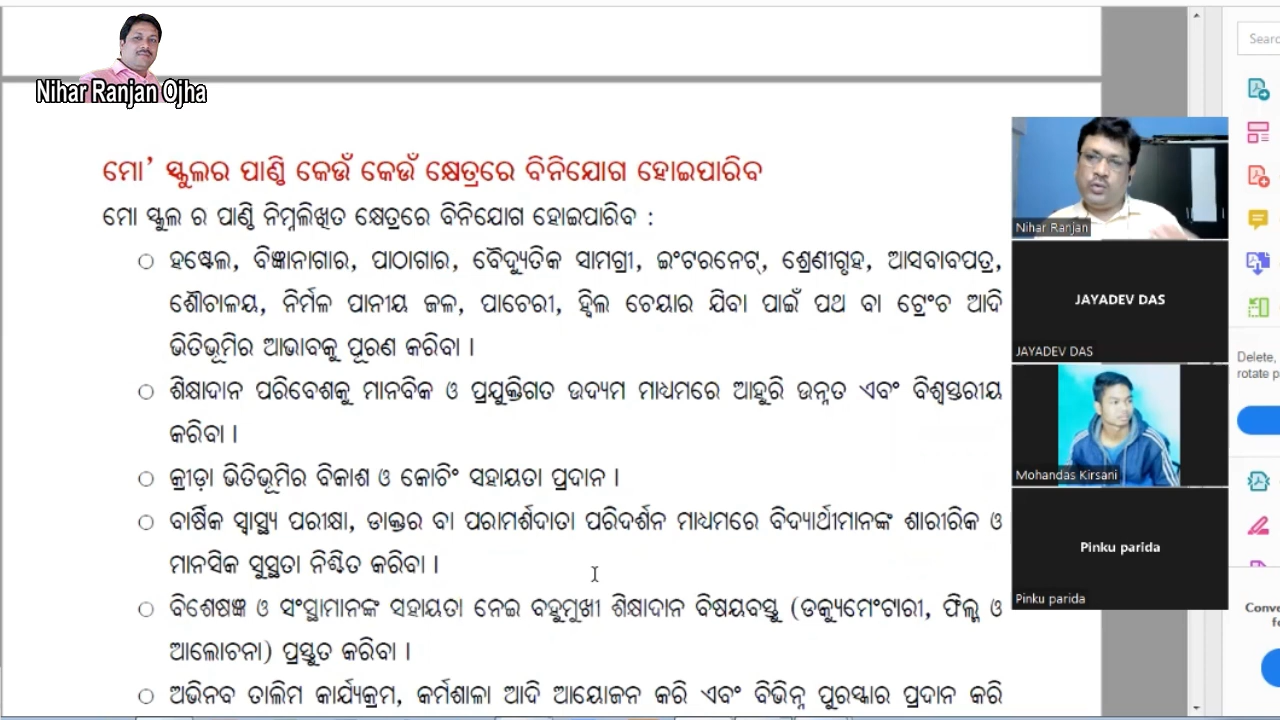 Nihar Ranjan Ojha
ମୋ' ସ୍କୁଲର ପାଣ୍ଠି କେଉଁ କେଉଁ କ୍ଷେତ୍ରରେ ବିନିଯୋଗ ହୋଇପାରିବ
ମୋ ସ୍କୁଲ ର ପାଣ୍ଠି ନିମ୍ନଲିଖିତ କ୍ଷେତ୍ରରେ ବିନିଯୋଗ ହୋଇପାରିବ :
○ ହଷ୍ଟେଲ, ବିଜ୍ଞାନାଗାର, ପାଠାଗାର, ବୈଦ୍ୟୁତିକ ସାମଗ୍ରୀ, ଇଂଟରନେଟ୍, ଶ୍ରେଣୀଗୃହ, ଆସବାବପତ୍ର,
ଶୌଚାଳୟ, ନିର୍ମଳ ପାନୀୟ ଜଳ, ପାଚେରୀ, ହ୍ୱିଲ ଚେୟାର ଯିବା ପାଇଁ ପଥ ବା ଟ୍ରେଂଚ ଆଦି
ଭିତିଭୂମିର ଆଭାବକୁ ପୂରଣ କରିବା ।
○ ଶିକ୍ଷାଦାନ ପରିବେଶକୁ ମାନବିକ ଓ ପ୍ରଯୁକ୍ତିଗତ ଉଦ୍ୟମ ମାଧ୍ୟମରେ ଆହୁରି ଉନ୍ନତ ଏବଂ ବିଶ୍ୱସ୍ତରୀୟ
କରିବା ।
○ କ୍ରୀଡ଼ା ଭିତିଭୂମିର ବିକାଶ ଓ କୋଚିଂ ସହାୟତା ପ୍ରଦାନ ।
○ ବାର୍ଷିକ ସ୍ୱାସ୍ଥ୍ୟ ପରୀକ୍ଷା, ଡାକ୍ତର ବା ପରାମର୍ଶଦାତା ପରିଦର୍ଶନ ମାଧ୍ୟମରେ ବିଦ୍ୟାର୍ଥୀମାନଙ୍କ ଶାରୀରିକ ଓ
ମାନସିକ ସୁସ୍ଥତା ନିଶ୍ଚିତ କରିବା ।
○ ବିଶେଷଜ୍ଞ ଓ ସଂସ୍ଥାମାନଙ୍କ ସହାୟତା ନେଇ ବହୁମୁଖୀ ଶିକ୍ଷାଦାନ ବିଷୟବସ୍ତୁ (ଡକ୍ୟୁମେଂଟାରୀ, ଫିଲ୍ମ ଓ
ଆଲୋଚନା) ପ୍ରସ୍ତୁତ କରିବା ।
○ ଅଭିନବ ତାଲିମ କାର୍ଯ୍ୟକ୍ରମ, କର୍ମଶାଳା ଆଦି ଆୟୋଜନ କରି ଏବଂ ବିଭିନ୍ନ ପୁରସ୍କାର ପ୍ରଦାନ କରି
Nihar Ranjan
JAYADEV DAS
JAYADEV DAS
Mohandas Kirsani
Pinku parida
Pinku parida
Delete,
rotate p